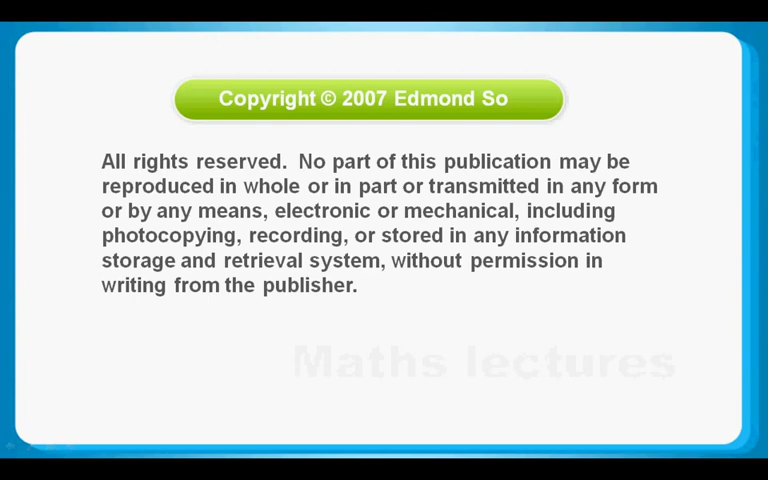 Copyright © 2007 Edmond So
All rights reserved.  No part of this publication may be
reproduced in whole or in part or transmitted in any form
or by any means, electronic or mechanical, including
photocopying, recording, or stored in any information
storage and retrieval system, without permission in
writing from the publisher.
Maths lectures